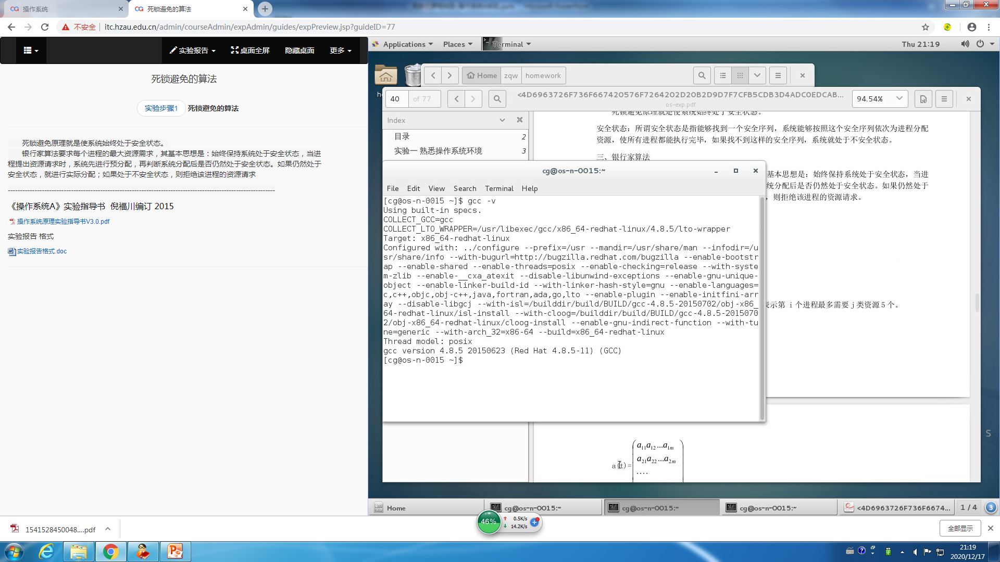 操作系统
死锁避免的算法
不安全
itc.hzau.edu.cn/admin/courseAdmin/expAdmin/guides/expPreview.jsp?guideID=77
实验报告
桌面全屏
隐藏桌面
更多
死锁避免的算法
实验步骤1 死锁避免的算法
死锁避免原理就是使系统始终处于安全状态。
银行家算法要求每个进程的最大资源需求，其基本思想是：始终保持系统处于安全状态，当进
程提出资源请求时，系统先进行预分配，再判断系统分配后是否仍然处于安全状态。如果仍然处于
安全状态，就进行实际分配；如果处于不安全状态，则拒绝该进程的资源请求
《操作系统A》实验指导书 倪福川编订 2015
操作系统原理实验指导书V3.0.pdf
实验报告 格式
实验报告格式.doc
Applications Places Terminal Thu 21:19
Home zqw homework
40 of 77
<4D6963726F736F667420576F7264202D20B2D9D7F7CFB5CDB3D4ADC0EDCAB...
os-exp.pdf
94.54%
Index
目录 2
实验一 熟悉操作系统环境 3
死锁避免原理就是使系统始终处于安全状态。
安全状态：所谓安全状态是指能够找到一个安全序列，系统能够按照这个安全序列依次为进程分配
资源，使所有进程都能执行完毕，如果找不到这样的安全序列，系统就处于不安全状态。
三、银行家算法
基本思想是：始终保持系统处于安全状态，当进
统分配后是否仍然处于安全状态。如果仍然处于
，则拒绝该进程的资源请求。
表示第 i 个进程最多需要 j 类资源 5 个。
cg@os-n-0015:~
File Edit View Search Terminal Help
[cg@os-n-0015 ~]$ gcc -v
Using built-in specs.
COLLECT_GCC=gcc
COLLECT_LTO_WRAPPER=/usr/libexec/gcc/x86_64-redhat-linux/4.8.5/lto-wrapper
Target: x86_64-redhat-linux
Configured with: ../configure --prefix=/usr --mandir=/usr/share/man --infodir=/u
sr/share/info --with-bugurl=http://bugzilla.redhat.com/bugzilla --enable-bootstr
ap --enable-shared --enable-threads=posix --enable-checking=release --with-syste
m-zlib --enable-__cxa_atexit --disable-libunwind-exceptions --enable-gnu-unique-
object --enable-linker-build-id --with-linker-hash-style=gnu --enable-languages=
c,c++,objc,obj-c++,java,fortran,ada,go,lto --enable-plugin --enable-initfini-arr
ay --disable-libgcj --with-isl=/builddir/build/BUILD/gcc-4.8.5-20150702/obj-x86_
64-redhat-linux/isl-install --with-cloog=/builddir/build/BUILD/gcc-4.8.5-2015070
2/obj-x86_64-redhat-linux/cloog-install --enable-gnu-indirect-function --with-tu
ne=generic --with-arch_32=x86-64 --build=x86_64-redhat-linux
Thread model: posix
gcc version 4.8.5 20150623 (Red Hat 4.8.5-11) (GCC)
[cg@os-n-0015 ~]$
a11a12...a1m
a21a22...a2m
a(t)=
....
Home
cg@os-n-0015:~
cg@os-n-0015:~
cg@os-n-0015:~
<4D6963726F736F6674...
1 / 4
3
46%
0.5K/s
14.2K/s
1541528450048....pdf
全部显示
21:19
2020/12/17